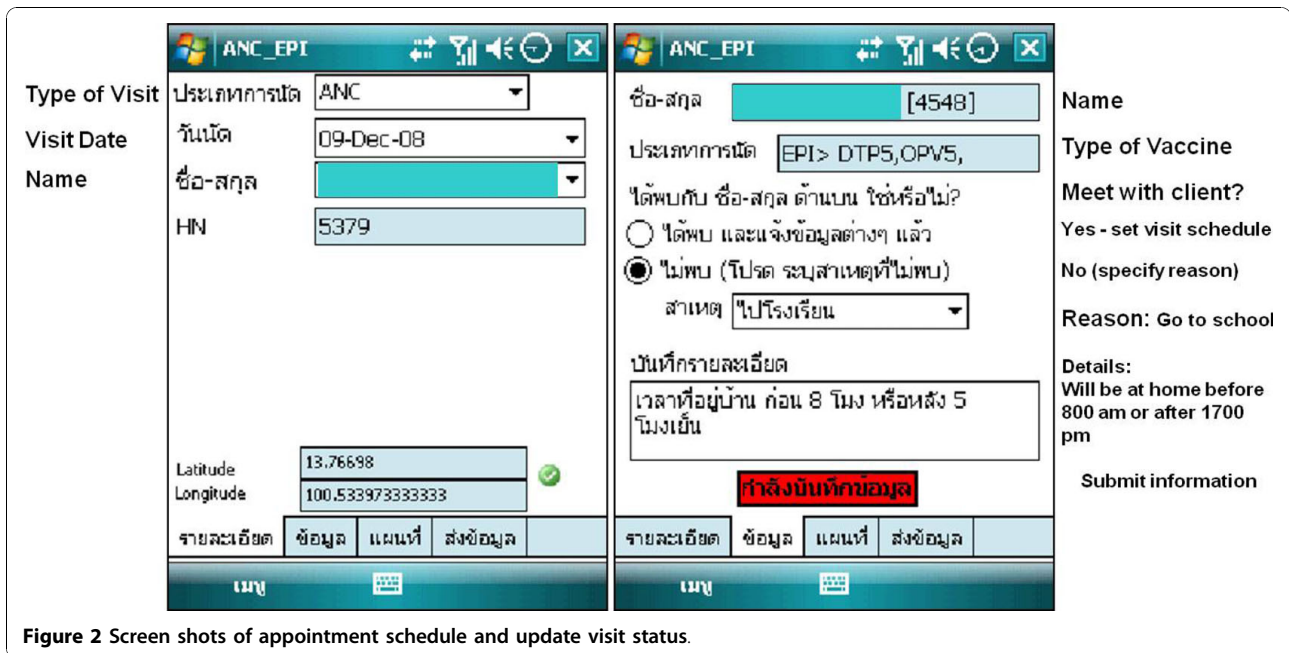 ANC_EPI
Type of Visit ประเภทการนัด ANC
Visit Date วันนัด 09-Dec-08
Name ชื่อ-สกุล
HN 5379
Latitude 13.76698
Longitude 100.533973333333
รายละเอียด ข้อมูล แผนที่ ส่งข้อมูล
เมนู
ANC_EPI
ชื่อ-สกุล [4548] Name
ประเภทการนัด EPI> DTP5,OPV5, Type of Vaccine
ได้พบกับ ชื่อ-สกุล ด้านบน ใช่หรือไม่? Meet with client?
ได้พบ และแจ้งข้อมูลต่างๆ แล้ว Yes - set visit schedule
ไม่พบ (โปรด ระบุสาเหตุที่ไม่พบ) No (specify reason)
สาเหตุ ไปโรงเรียน Reason: Go to school
บันทึกรายละเอียด Details:
เวลาที่อยู่บ้าน ก่อน 8 โมง หรือหลัง 5 Will be at home before
โมงเย็น 800 am or after 1700
pm
กำลังบันทึกข้อมูล Submit information
รายละเอียด ข้อมูล แผนที่ ส่งข้อมูล
เมนู
Figure 2 Screen shots of appointment schedule and update visit status.